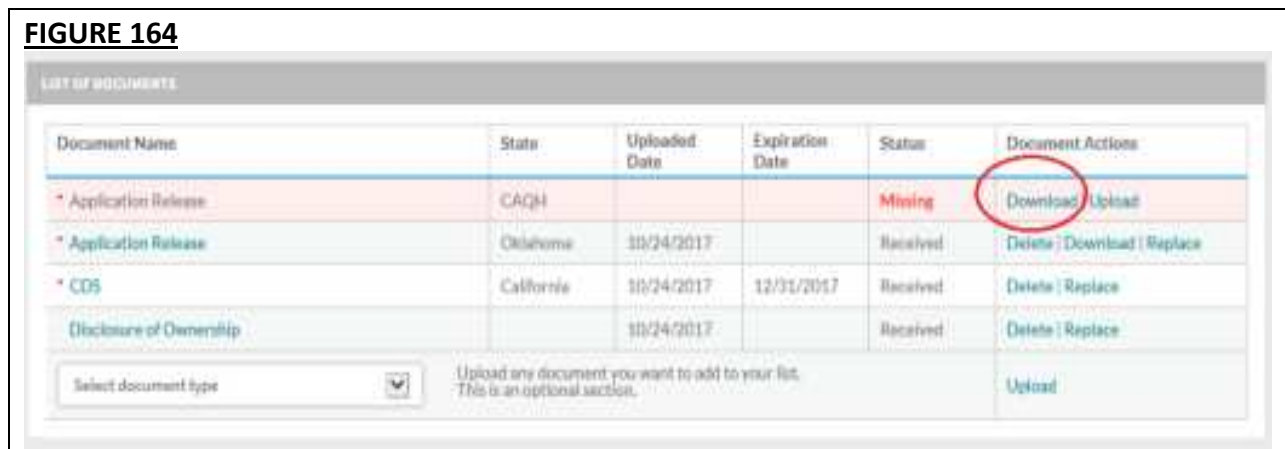 FIGURE 164
LIST OF DOCUMENTS
Document Name State Uploaded Date Expiration Date Status Document Actions
* Application Release CAQH Missing Download | Upload
* Application Release Oklahoma 10/24/2017 Received Delete | Download | Replace
* CDS California 10/24/2017 12/31/2017 Received Delete | Replace
Disclosure of Ownership 10/24/2017 Received Delete | Replace
Select document type Upload any document you want to add to your list. Upload
This is an optional section.